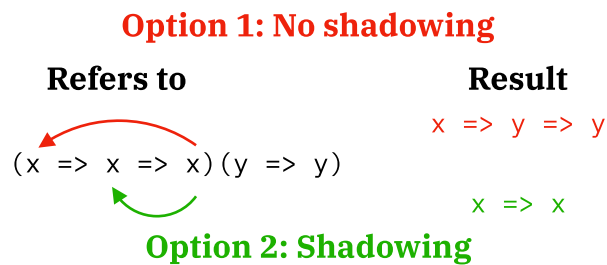 Option 1: No shadowing
Refers to
Result
x => y => y
(x => x => x)(y => y)
x => x
Option 2: Shadowing